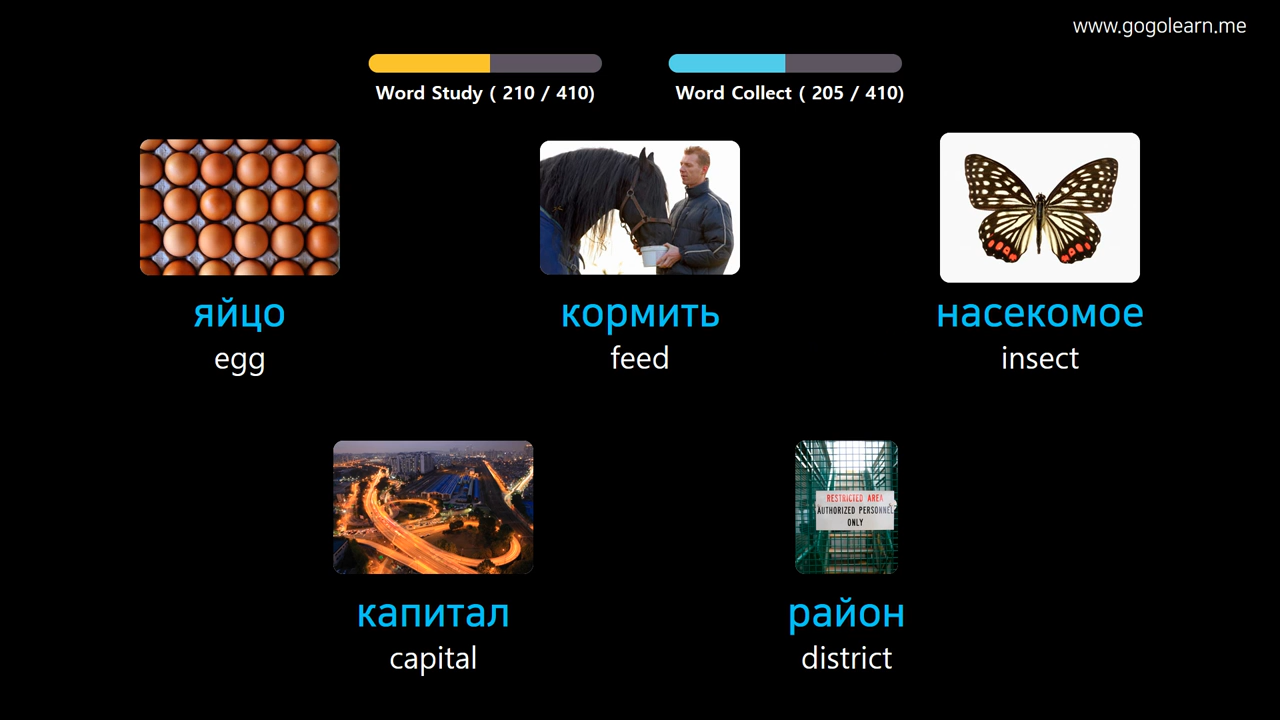 www.gogolearn.me
Word Study ( 210 / 410)
Word Collect ( 205 / 410)
яйцо
egg
кормить
feed
насекомое
insect
RESTRICTED AREA
AUTHORIZED PERSONNEL
ONLY
капитал
capital
район
district